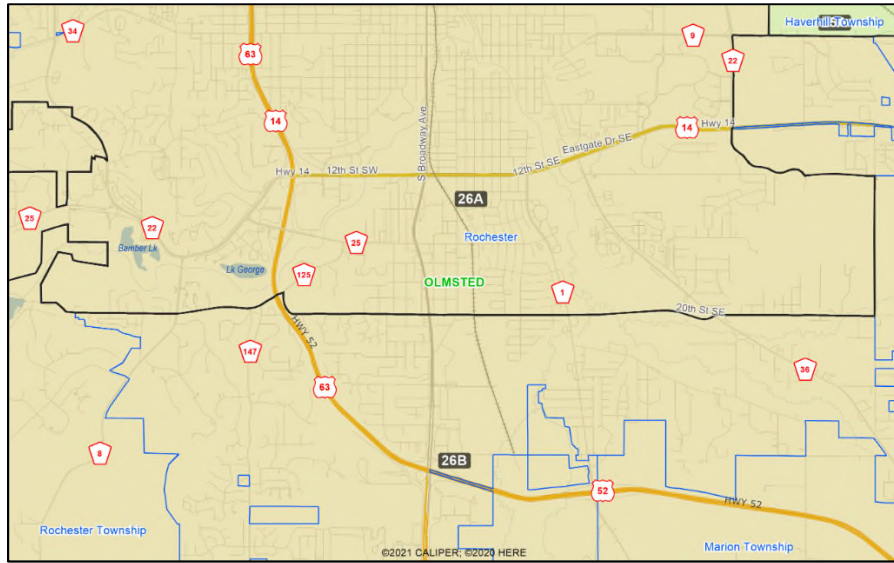 Haverhill Township
34
9
63
22
14
14
Hwy 14
Eastgate Dr SE
S Broadway Ave
12th St SE
Hwy 14
12th St SW
26A
25
22
25
Rochester
Bamber Lk
Lk George
125
OLMSTED
1
20th St SE
HWY 52
147
36
63
8
26B
52
HWY 52
Rochester Township
Marion Township
©2021 CALIPER; ©2020 HERE